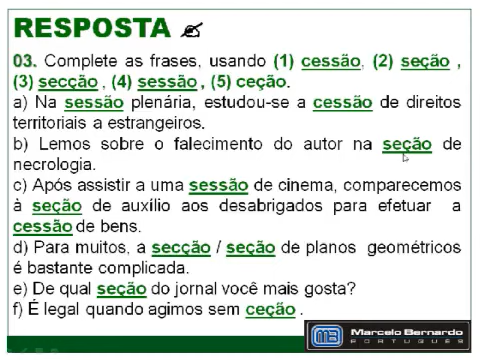 RESPOSTA
03. Complete as frases, usando (1) cessão, (2) seção ,
(3) secção , (4) sessão , (5) ceção.
a) Na sessão plenária, estudou-se a cessão de direitos
territoriais a estrangeiros.
b) Lemos sobre o falecimento do autor na seção de
necrologia.
c) Após assistir a uma sessão de cinema, comparecemos
à seção de auxílio aos desabrigados para efetuar a
cessão de bens.
d) Para muitos, a secção / seção de planos geométricos
é bastante complicada.
e) De qual seção do jornal você mais gosta?
f) É legal quando agimos sem ceção .
MB Marcelo Bernardo
PORTUGUÊS